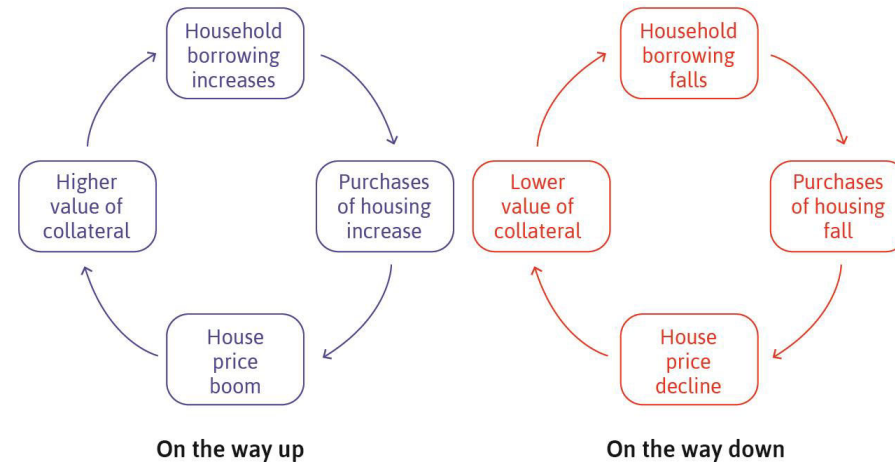 Household
borrowing
increases
Higher
value of
collateral
Purchases
of housing
increase
House
price
boom
On the way up
Household
borrowing
falls
Lower
value of
collateral
Purchases
of housing
fall
House
price
decline
On the way down